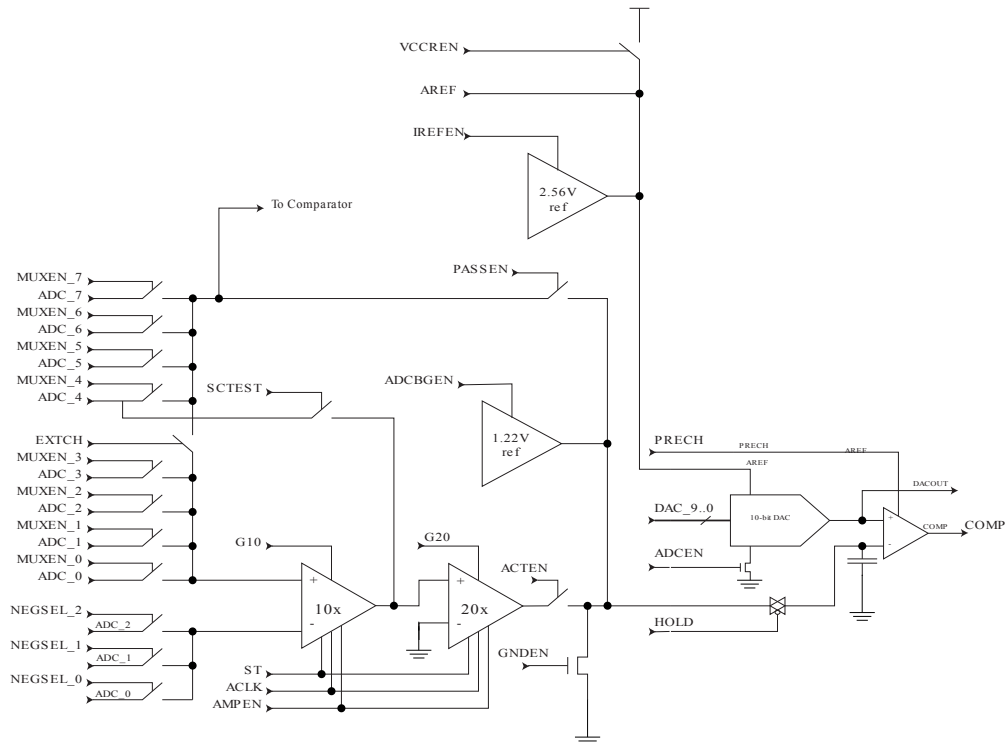 VCCREN
AREF
IREFEN
2.56V
ref
To Comparator
PASSEN
MUXEN_7
ADC_7
MUXEN_6
ADC_6
MUXEN_5
ADC_5
MUXEN_4
ADC_4
SCTEST
ADCBGEN
1.22V
ref
EXTCH
MUXEN_3
ADC_3
MUXEN_2
ADC_2
MUXEN_1
ADC_1
MUXEN_0
ADC_0
PRECH
PRECH
AREF
AREF
DACOUT
DAC_9..0
10-bit DAC
+
-
COMP
COMP
ADCEN
G10
G20
ACTEN
+
10x
-
+
20x
-
HOLD
NEGSEL_2
ADC_2
NEGSEL_1
ADC_1
NEGSEL_0
ADC_0
ST
ACLK
AMPEN
GNDEN